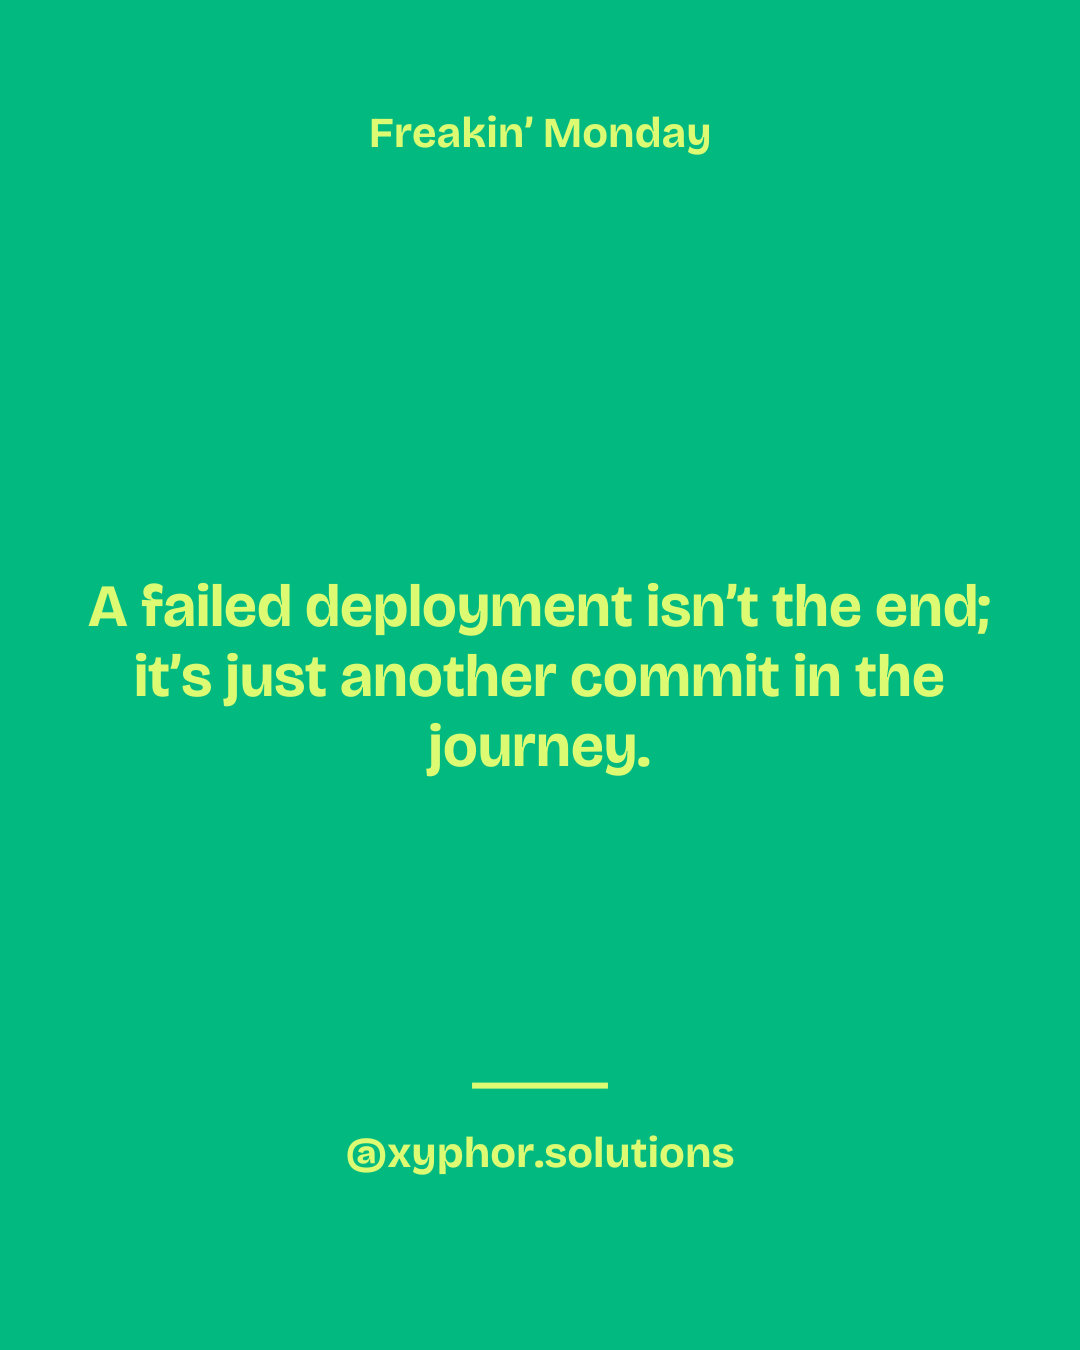 Freakin’ Monday
A failed deployment isn’t the end;
it’s just another commit in the
journey.
@xyphor.solutions